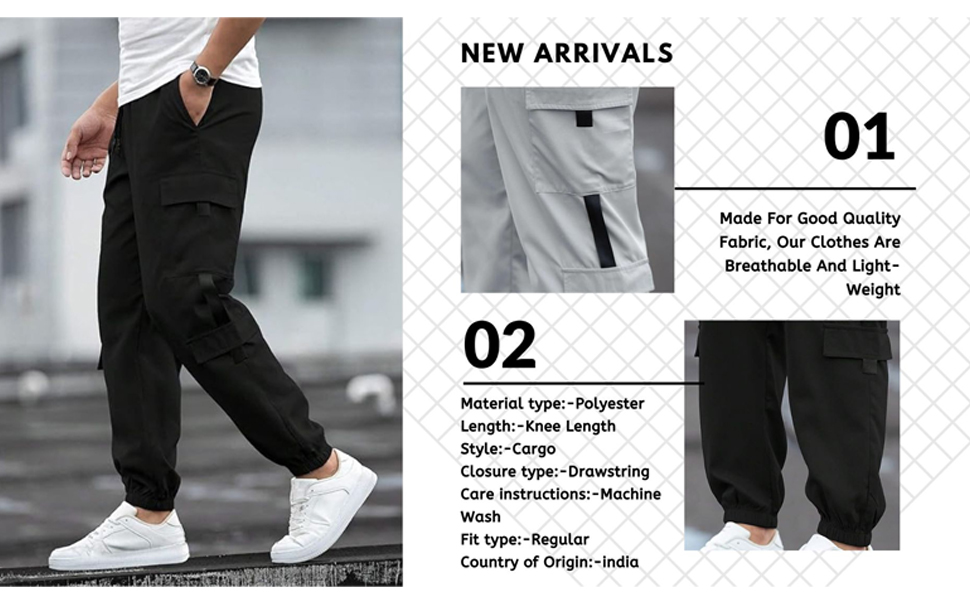 NEW ARRIVALS
01
Made For Good Quality
Fabric, Our Clothes Are
Breathable And Light-
Weight
02
Material type:-Polyester
Length:-Knee Length
Style:-Cargo
Closure type:-Drawstring
Care instructions:-Machine
Wash
Fit type:-Regular
Country of Origin:-india